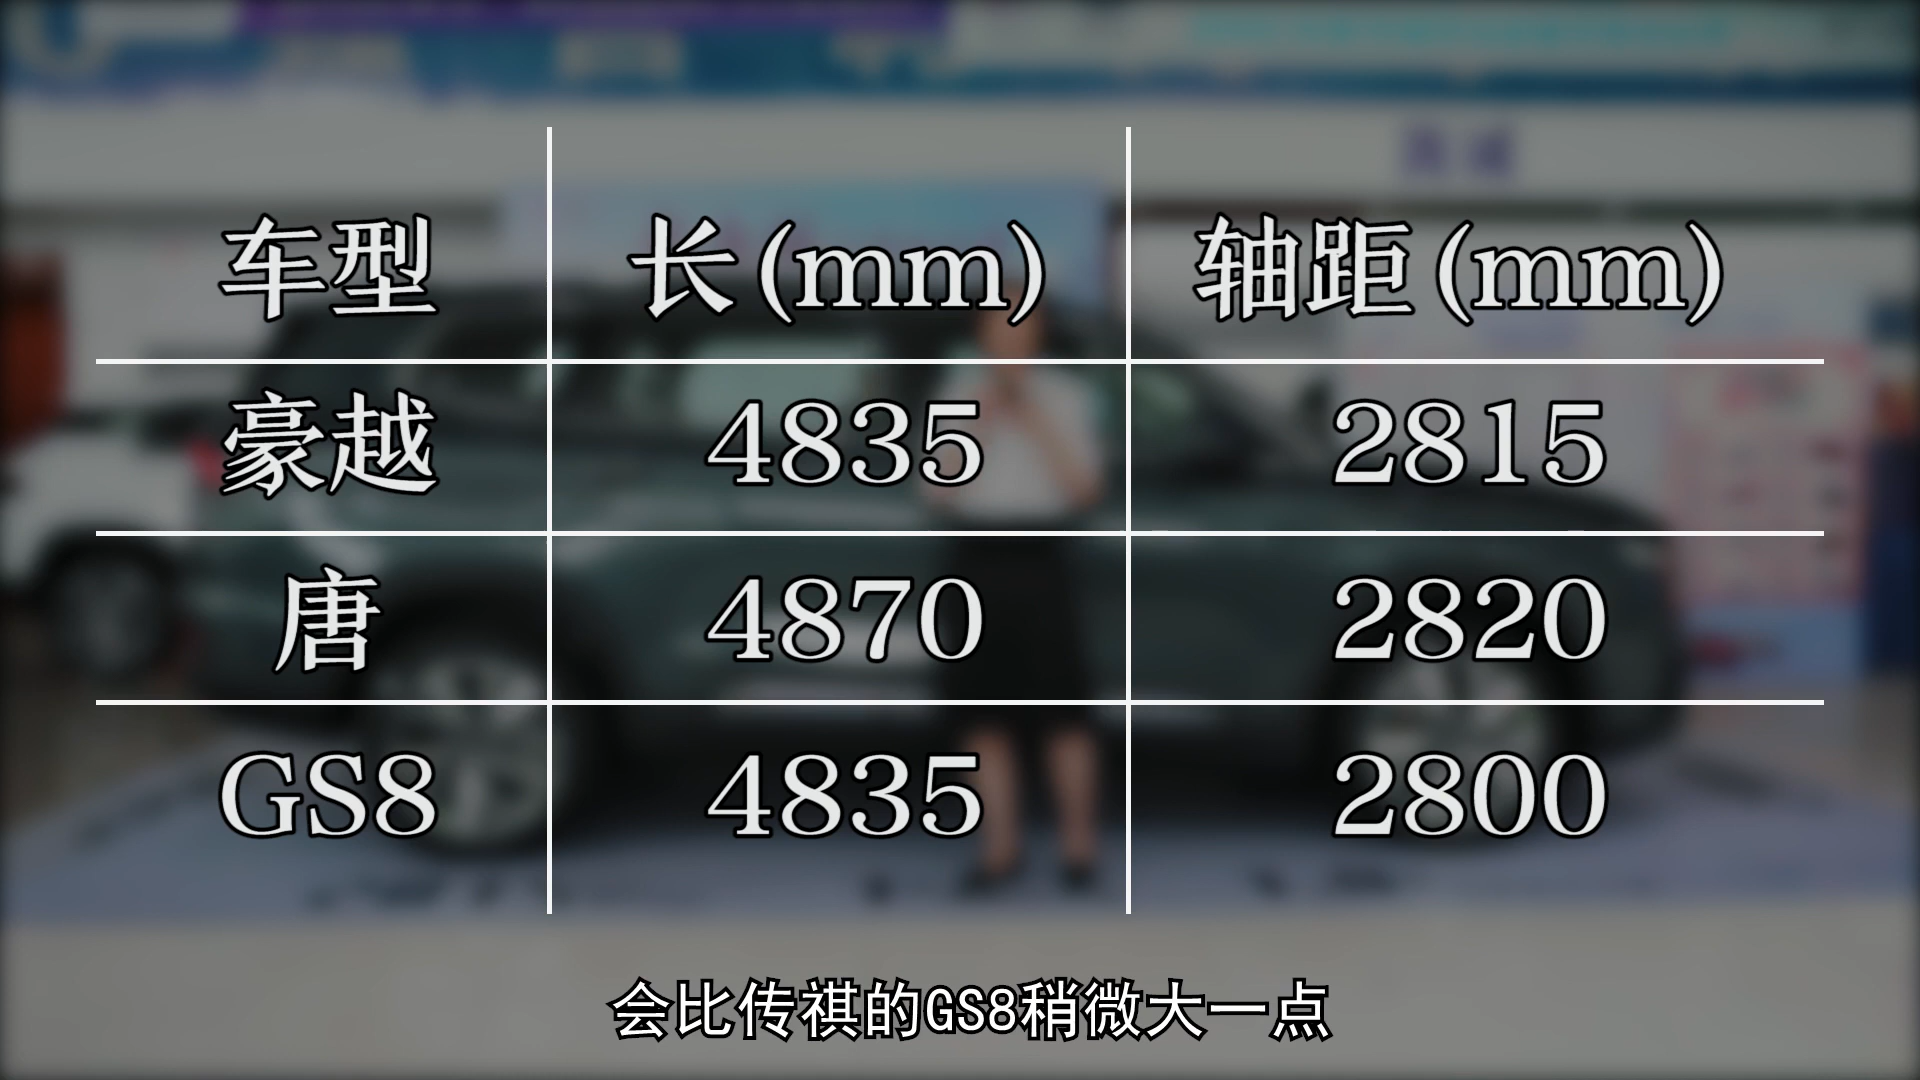 车型 长(mm) 轴距(mm)
豪越 4835 2815
唐 4870 2820
GS8 4835 2800
会比传祺的GS8稍微大一点